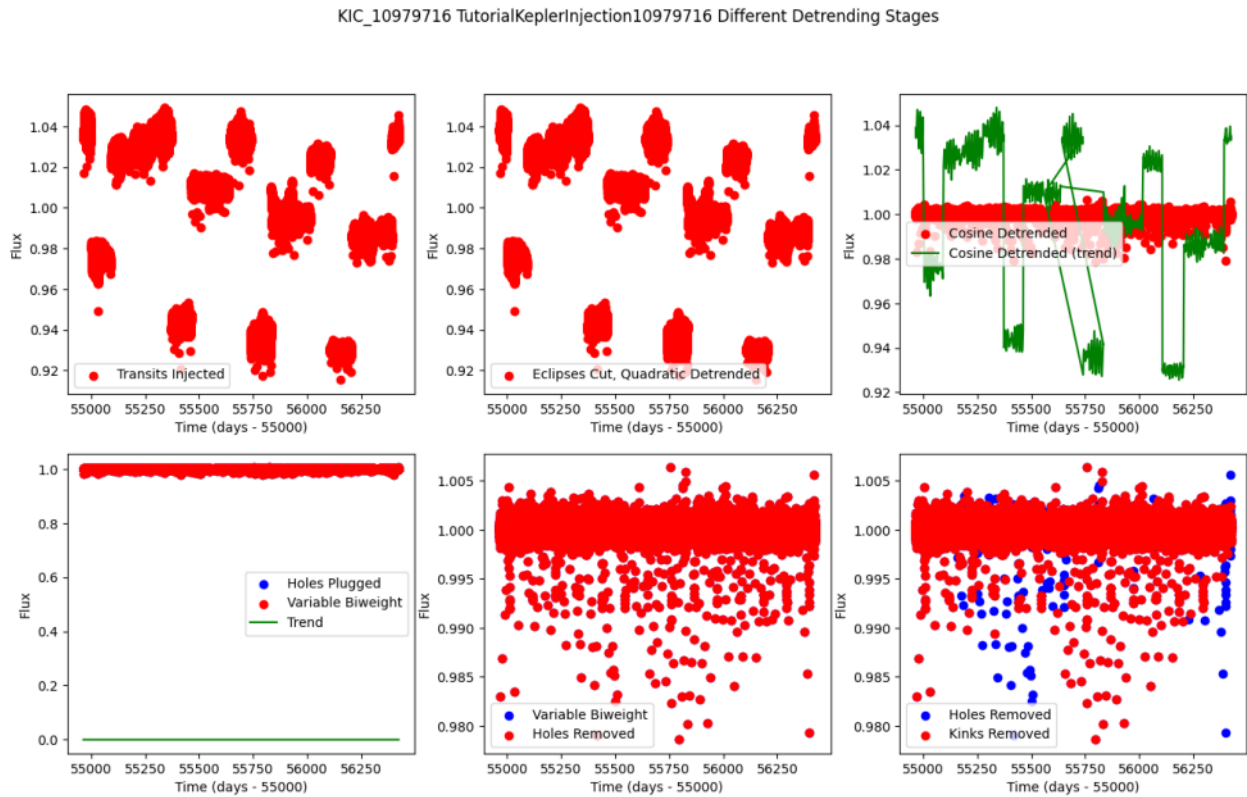 KIC_10979716 TutorialKeplerInjection10979716 Different Detrending Stages
Flux
1.04
1.02
1.00
0.98
0.96
0.94
0.92
Transits Injected
55000 55250 55500 55750 56000 56250
Time (days - 55000)
Flux
1.04
1.02
1.00
0.98
0.96
0.94
0.92
Eclipses Cut, Quadratic Detrended
55000 55250 55500 55750 56000 56250
Time (days - 55000)
Flux
1.04
1.02
1.00
0.98
0.96
0.94
0.92
Cosine Detrended
Cosine Detrended (trend)
55000 55250 55500 55750 56000 56250
Time (days - 55000)
Flux
1.0
0.8
0.6
0.4
0.2
0.0
Holes Plugged
Variable Biweight
Trend
55000 55250 55500 55750 56000 56250
Time (days - 55000)
Flux
1.005
1.000
0.995
0.990
0.985
0.980
Variable Biweight
Holes Removed
55000 55250 55500 55750 56000 56250
Time (days - 55000)
Flux
1.005
1.000
0.995
0.990
0.985
0.980
Holes Removed
Kinks Removed
55000 55250 55500 55750 56000 56250
Time (days - 55000)